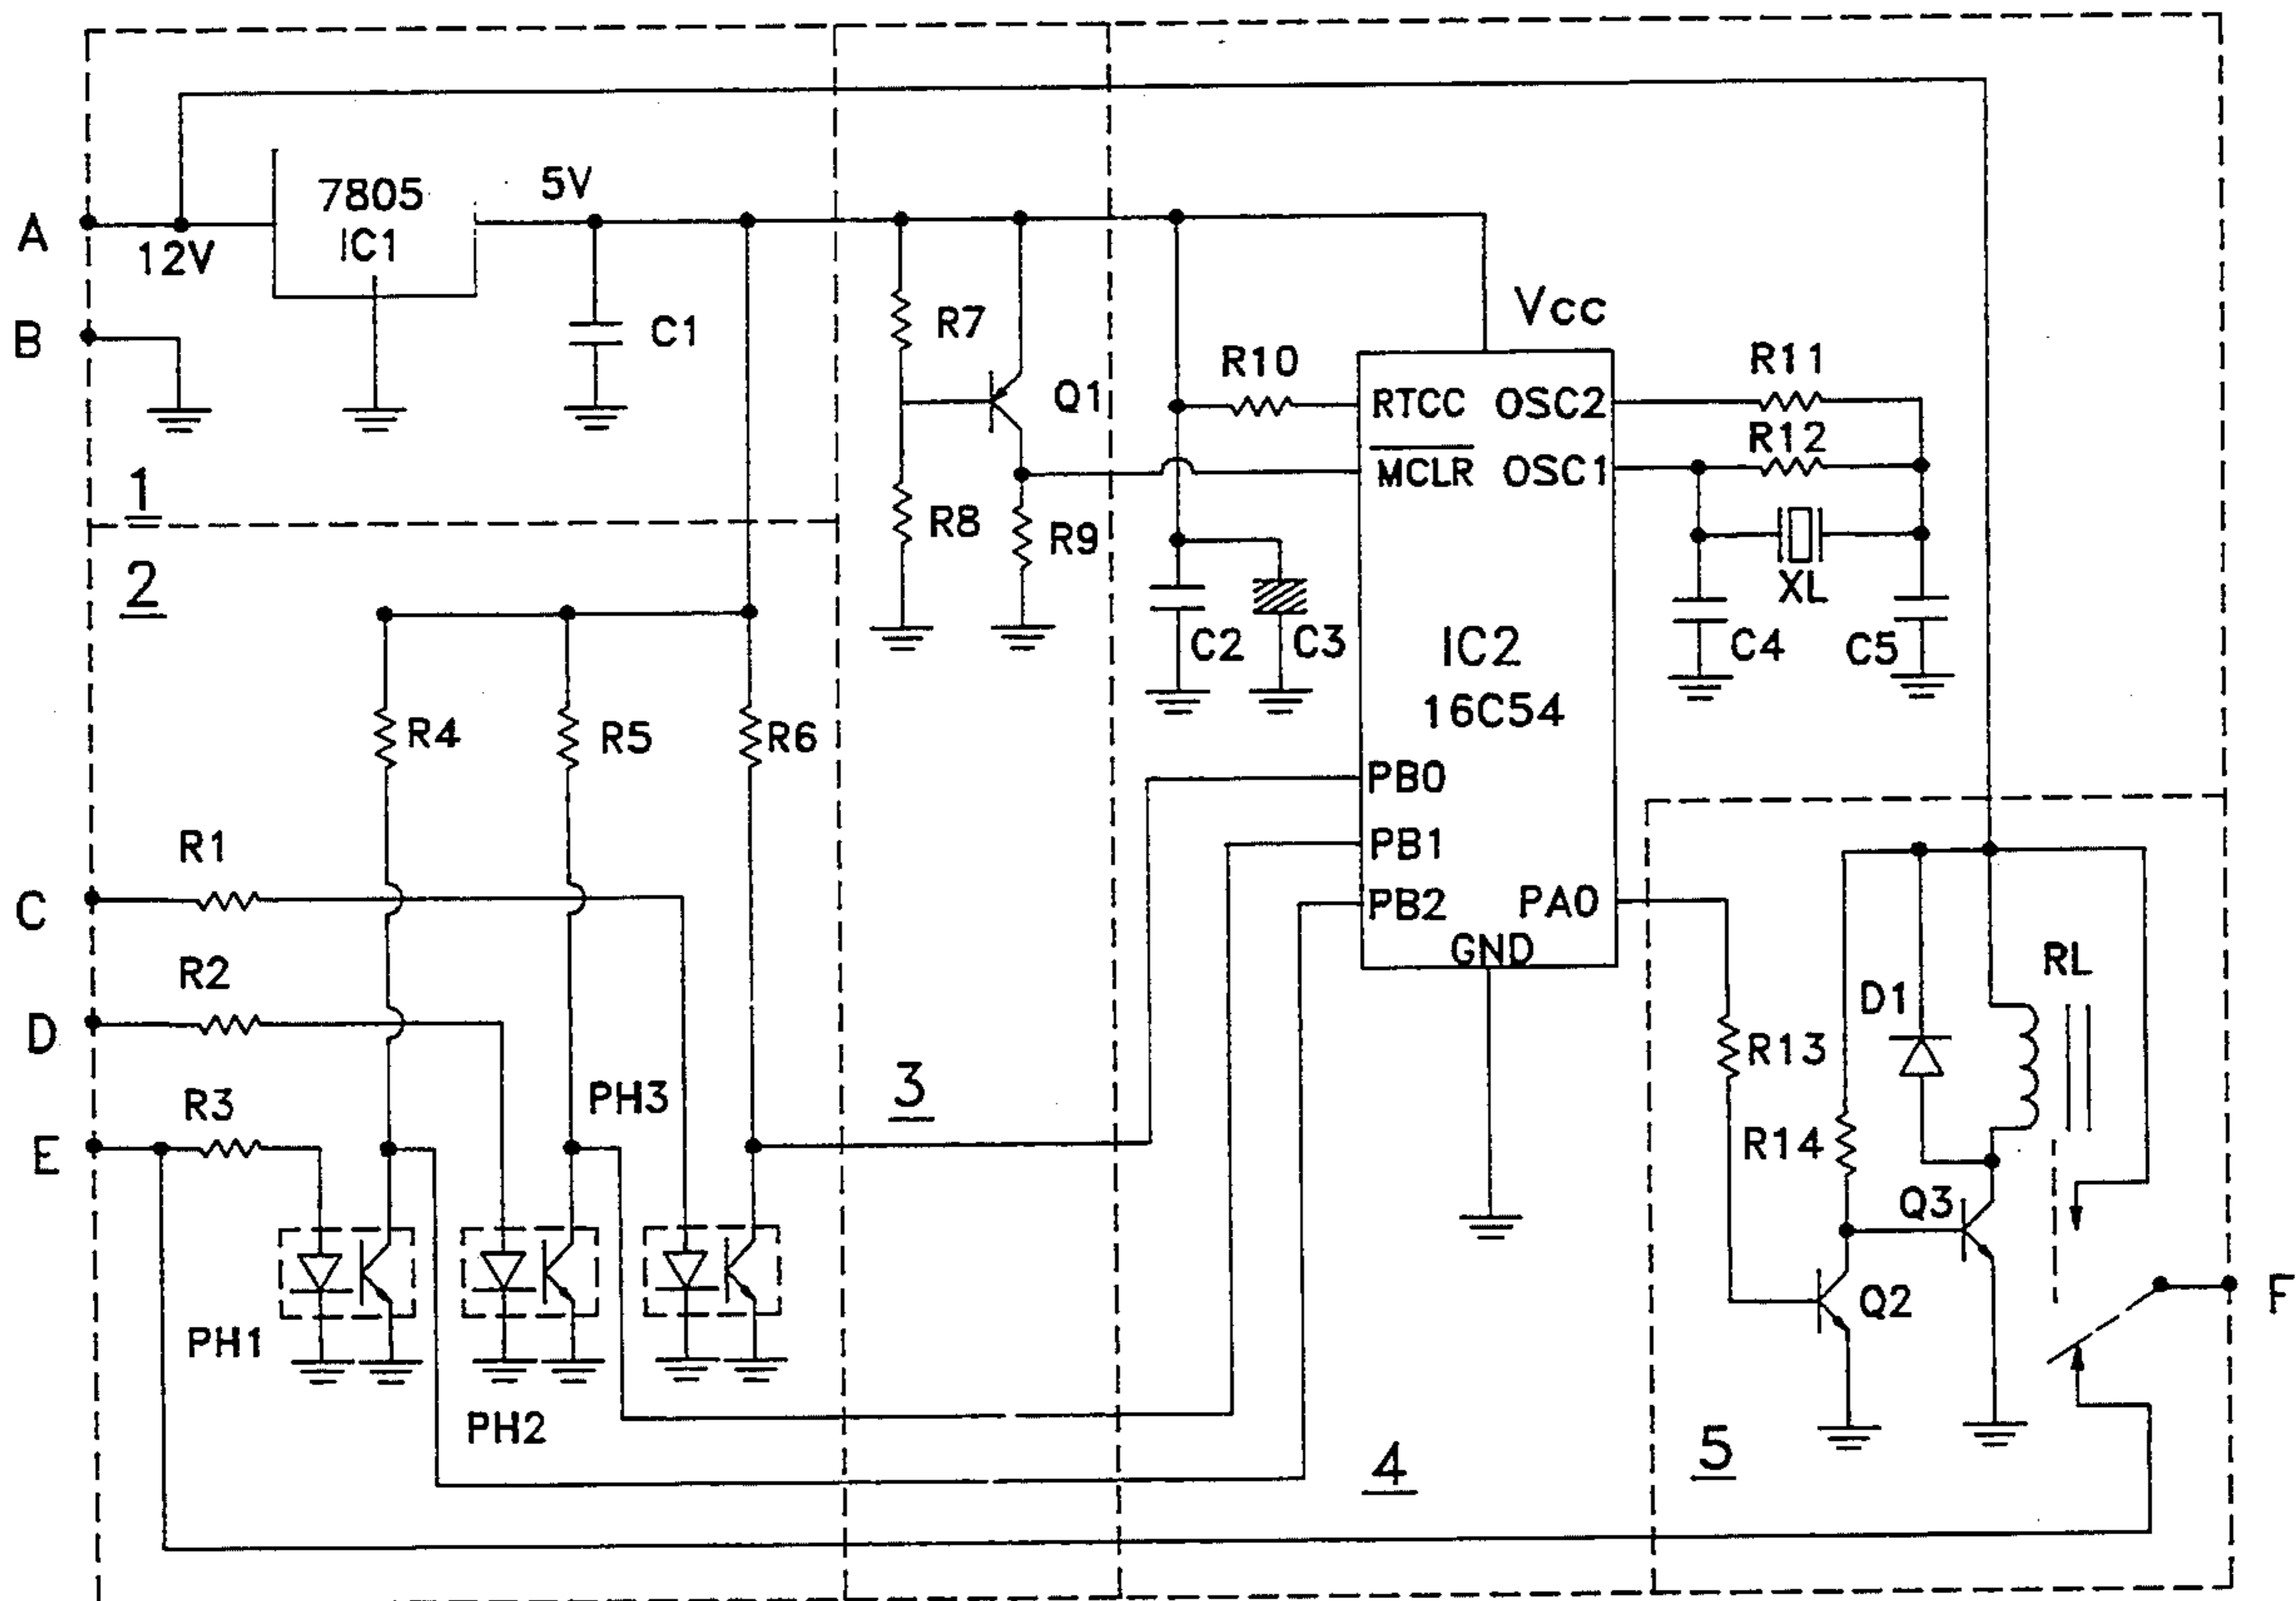 A
12V
7805
IC1
5V
B
C1
1
R7
Q1
R8
R9
Vcc
R10
R11
R12
RTCC
OSC2
MCLR
OSC1
XL
C2
C3
C4
C5
IC2
16C54
PB0
PB1
PB2
PA0
GND
2
R4
R5
R6
R1
C
R2
D
R3
E
PH3
PH1
PH2
3
4
R13
R14
D1
RL
Q3
Q2
F
5